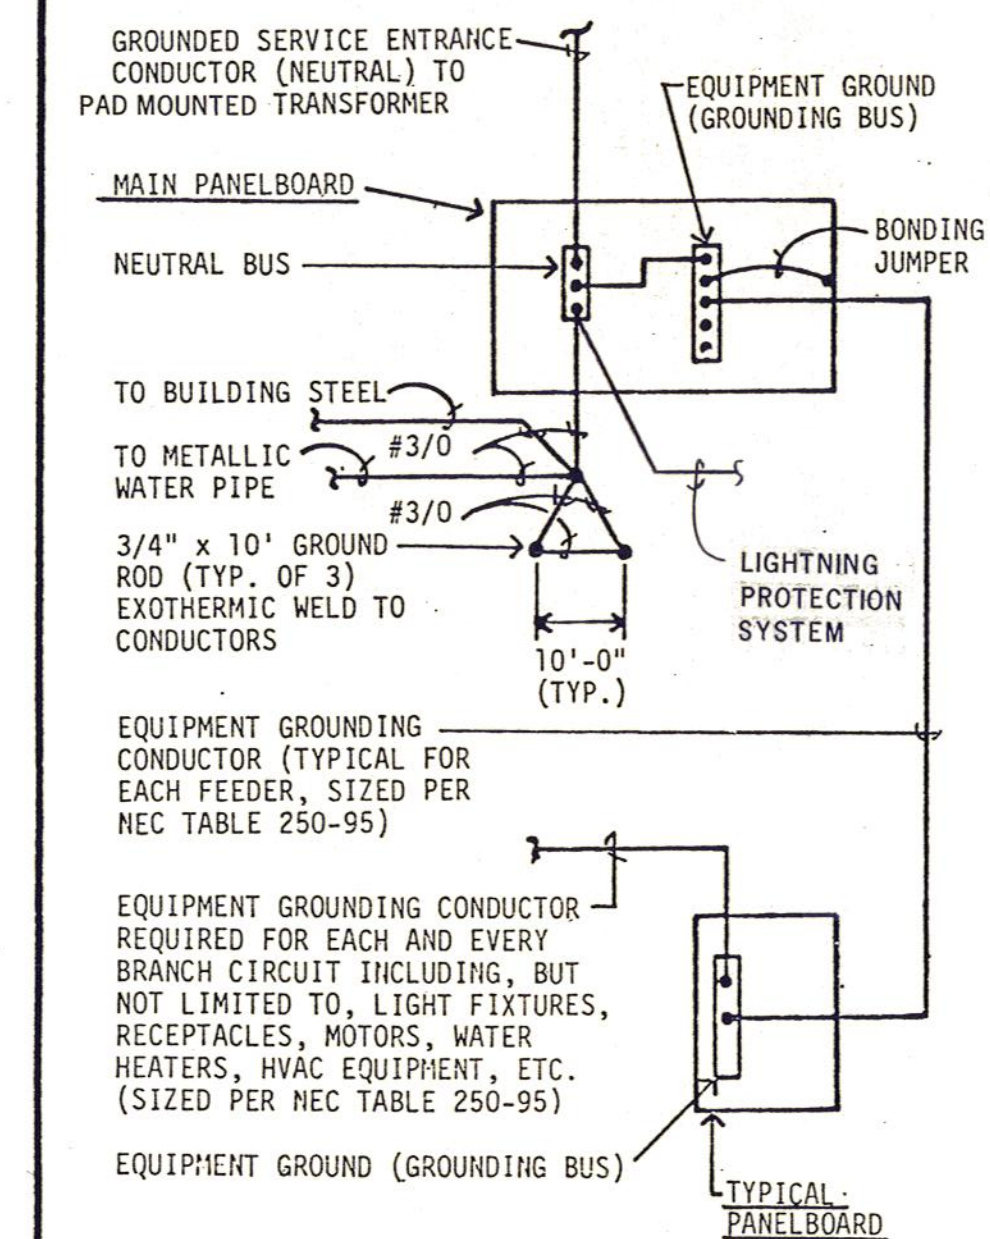 GROUNDED SERVICE ENTRANCE
CONDUCTOR (NEUTRAL) TO
PAD MOUNTED TRANSFORMER
EQUIPMENT GROUND
(GROUNDING BUS)
MAIN PANELBOARD
BONDING
JUMPER
NEUTRAL BUS
TO BUILDING STEEL
#3/0
TO METALLIC
WATER PIPE
#3/0
3/4" x 10' GROUND
ROD (TYP. OF 3)
EXOTHERMIC WELD TO
CONDUCTORS
LIGHTNING
PROTECTION
SYSTEM
10'-0"
(TYP.)
EQUIPMENT GROUNDING
CONDUCTOR (TYPICAL FOR
EACH FEEDER, SIZED PER
NEC TABLE 250-95)
EQUIPMENT GROUNDING CONDUCTOR
REQUIRED FOR EACH AND EVERY
BRANCH CIRCUIT INCLUDING, BUT
NOT LIMITED TO, LIGHT FIXTURES,
RECEPTACLES, MOTORS, WATER
HEATERS, HVAC EQUIPMENT, ETC.
(SIZED PER NEC TABLE 250-95)
EQUIPMENT GROUND (GROUNDING BUS)
TYPICAL
PANELBOARD